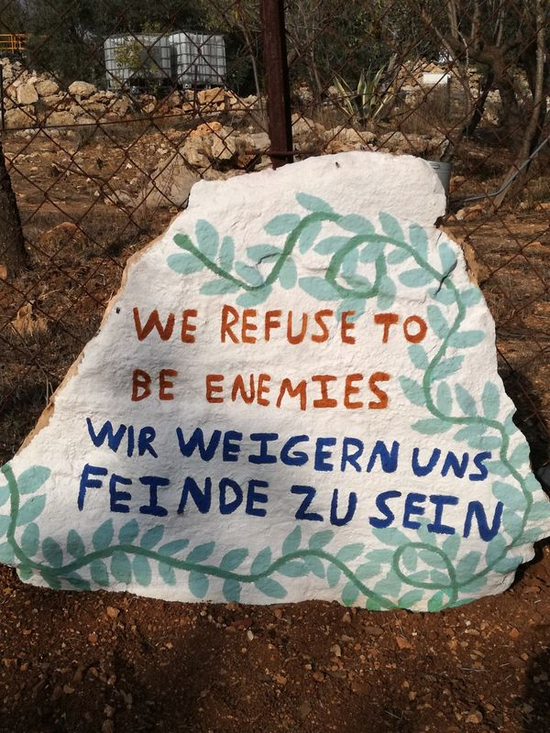 WE REFUSE TO
BE ENEMIES
WIR WEIGERN UNS
FEINDE ZU SEIN